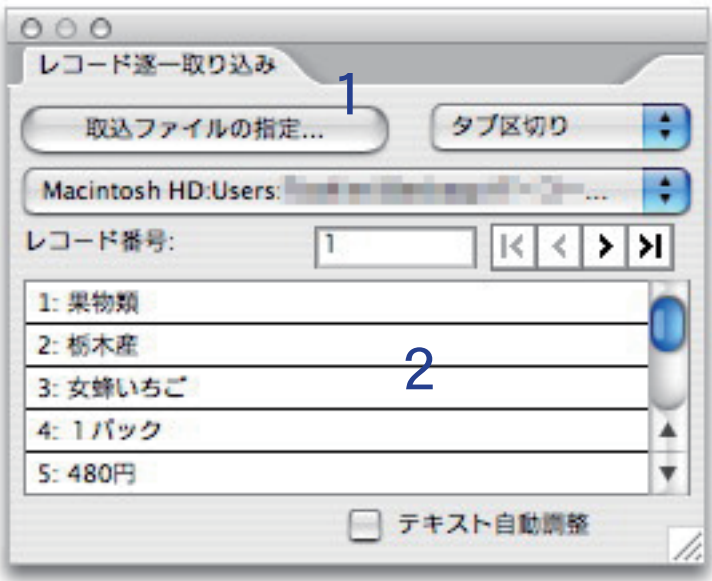 レコード逐一取り込み
1
取込ファイルの指定... タブ区切り
Macintosh HD:Users: ...
レコード番号: 1
1: 果物類
2: 栃木産
2
3: 女蜂いちご
4: 1パック
5: 480円
テキスト自動調整